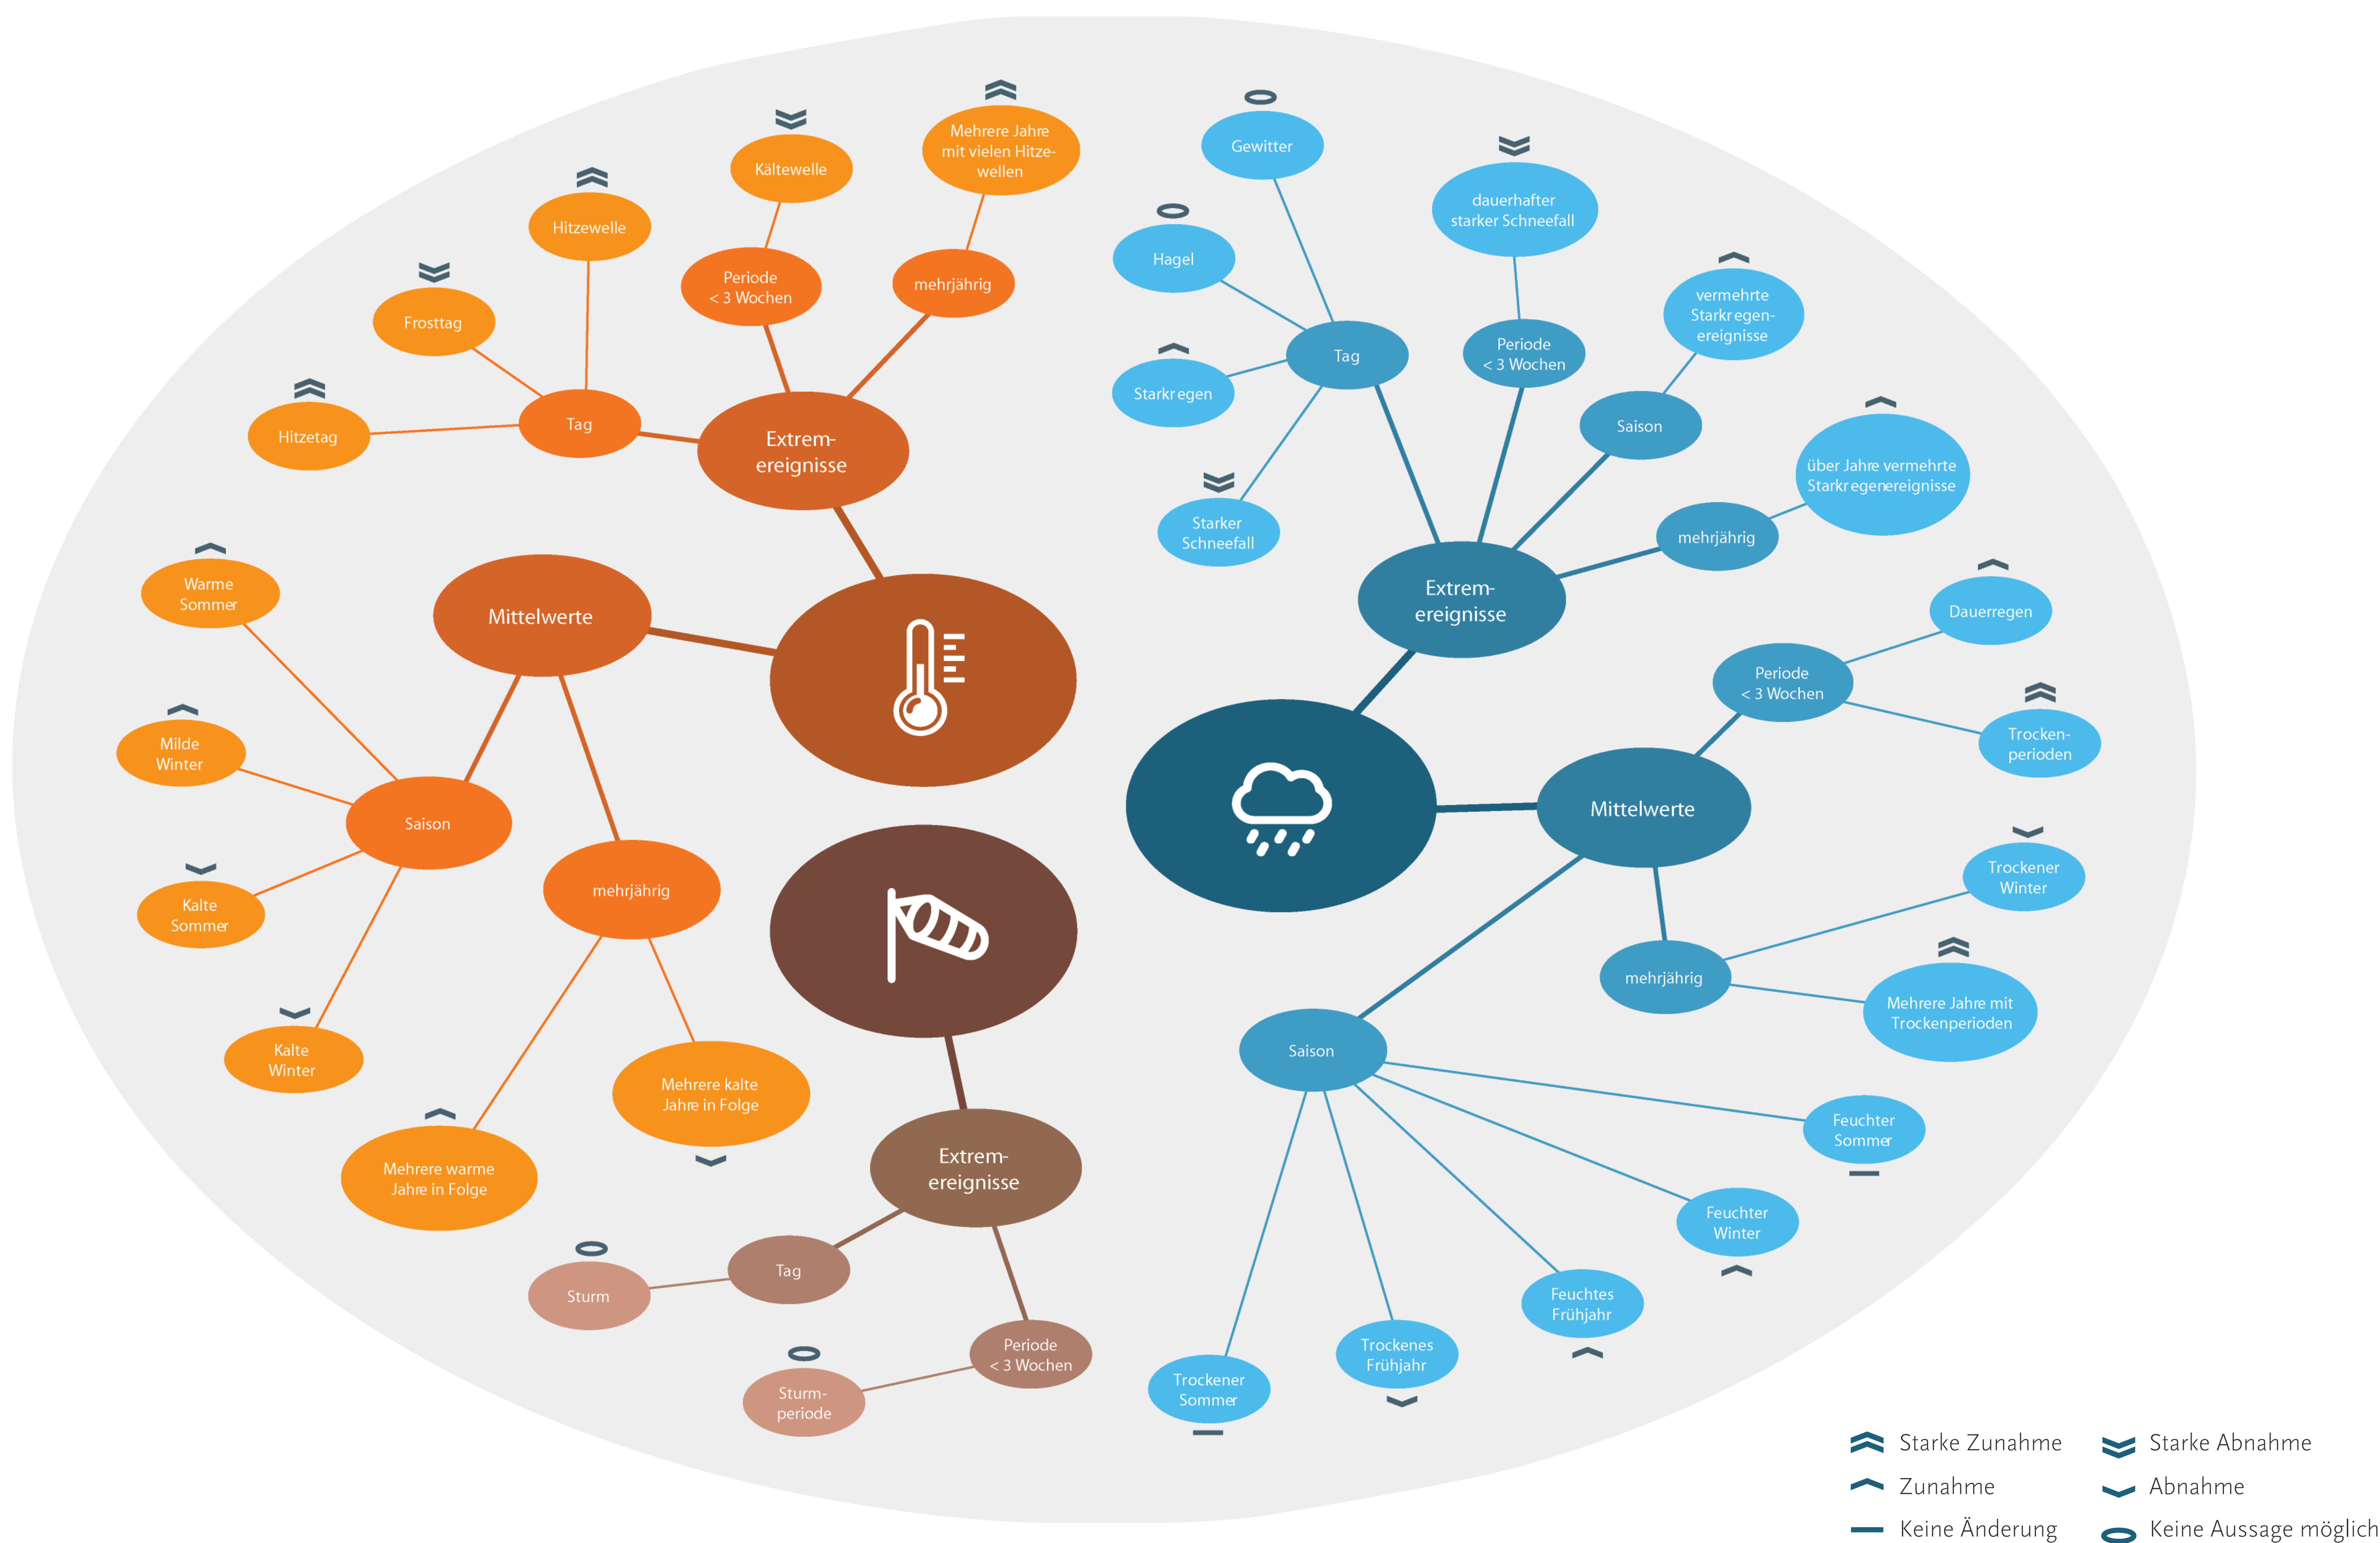 Mehrere Jahre
mit vielen Hitze-
wellen
Kältewelle
Hitzewelle
Periode
< 3 Wochen
mehrjährig
Frosttag
Hitzetag
Tag
Extrem-
ereignisse
Warme
Sommer
Mittelwerte
Milde
Winter
Saison
Kalte
Sommer
mehrjährig
Kalte
Winter
Mehrere kalte
Jahre in Folge
Mehrere warme
Jahre in Folge
Extrem-
ereignisse
Tag
Sturm
Periode
< 3 Wochen
Sturm-
periode
Gewitter
dauerhafter
starker Schneefall
Hagel
vermehrte
Starkregen-
ereignisse
Tag
Periode
< 3 Wochen
Starkregen
Saison
über Jahre vermehrte
Starkregenereignisse
Starker
Schneefall
mehrjährig
Extrem-
ereignisse
Dauerregen
Periode
< 3 Wochen
Trocken-
perioden
Mittelwerte
Trockener
Winter
mehrjährig
Mehrere Jahre mit
Trockenperioden
Saison
Feuchter
Sommer
Feuchter
Winter
Feuchtes
Frühjahr
Trockenes
Frühjahr
Trockener
Sommer
Starke Zunahme
Starke Abnahme
Zunahme
Abnahme
Keine Änderung
Keine Aussage möglich